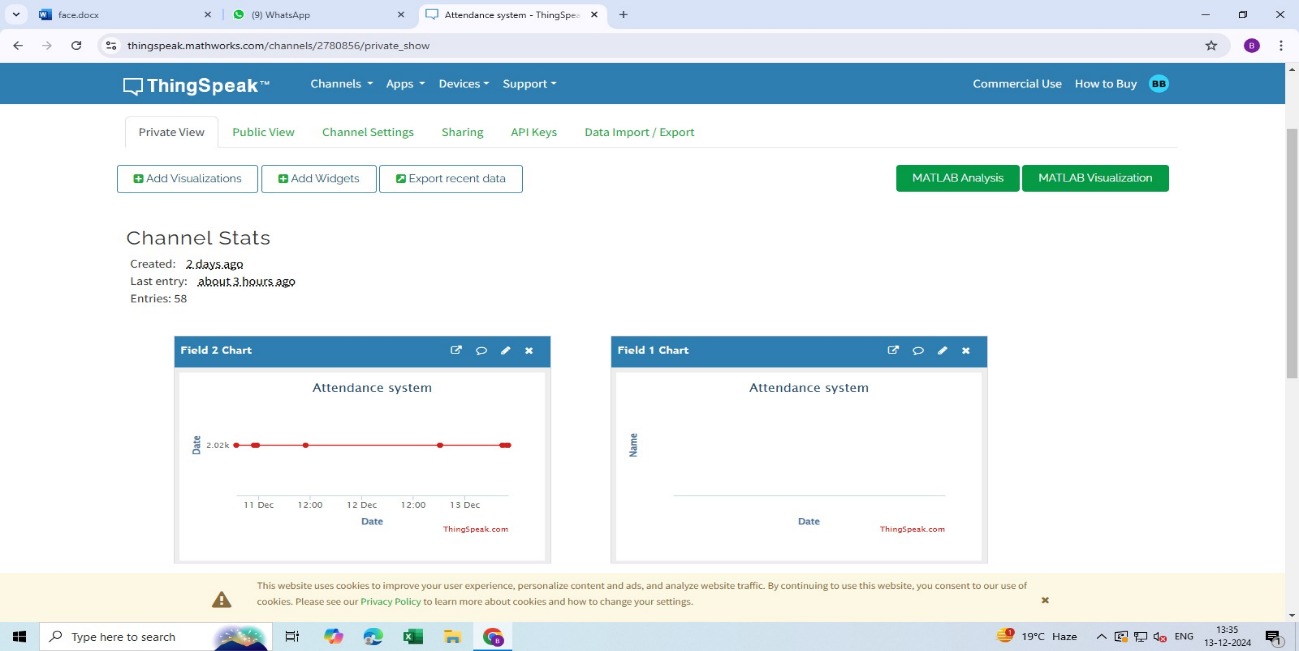 face.docx
(9) WhatsApp
Attendance system - ThingSpea
thingspeak.mathworks.com/channels/2780856/private_show
B
ThingSpeak™
Channels
Apps
Devices
Support
Commercial Use
How to Buy
BB
Private View
Public View
Channel Settings
Sharing
API Keys
Data Import / Export
Add Visualizations
Add Widgets
Export recent data
MATLAB Analysis
MATLAB Visualization
Channel Stats
Created: 2 days ago
Last entry: about 3 hours ago
Entries: 58
Field 2 Chart
Attendance system
Date
2.02k
11 Dec
12:00
12 Dec
12:00
13 Dec
Date
ThingSpeak.com
Field 1 Chart
Attendance system
Name
Date
ThingSpeak.com
This website uses cookies to improve your user experience, personalize content and ads, and analyze website traffic. By continuing to use this website, you consent to our use of
cookies. Please see our Privacy Policy to learn more about cookies and how to change your settings.
Type here to search
19°C Haze
ENG
13:35
13-12-2024